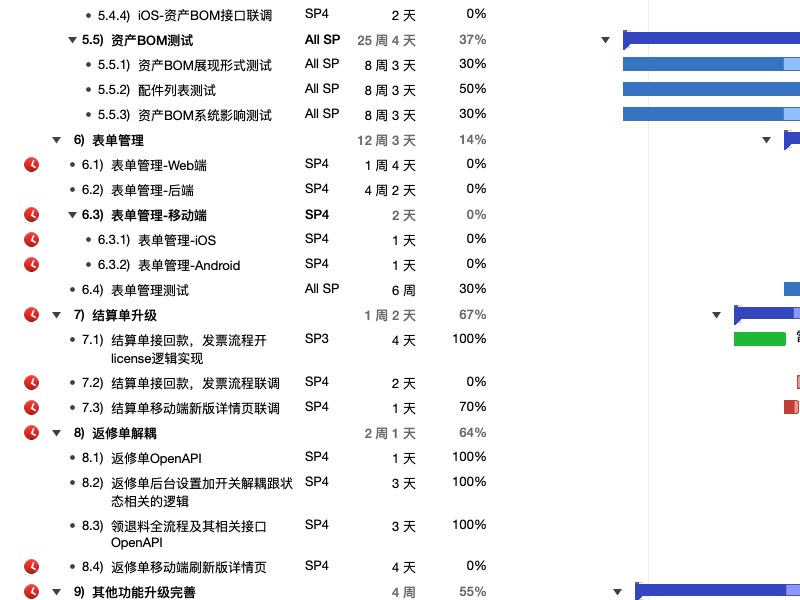 5.4.4) iOS-资产BOM接口联调 SP4 2 天 0%
5.5) 资产BOM测试 All SP 25 周 4 天 37%
5.5.1) 资产BOM展现形式测试 All SP 8 周 3 天 30%
5.5.2) 配件列表测试 All SP 8 周 3 天 50%
5.5.3) 资产BOM系统影响测试 All SP 8 周 3 天 30%
6) 表单管理 12 周 3 天 14%
6.1) 表单管理-Web端 SP4 1 周 4 天 0%
6.2) 表单管理-后端 SP4 4 周 2 天 0%
6.3) 表单管理-移动端 SP4 2 天 0%
6.3.1) 表单管理-iOS SP4 1 天 0%
6.3.2) 表单管理-Android SP4 1 天 0%
6.4) 表单管理测试 All SP 6 周 30%
7) 结算单升级 1 周 2 天 67%
7.1) 结算单接回款，发票流程开 SP3 4 天 100%
license逻辑实现
7.2) 结算单接回款，发票流程联调 SP4 2 天 0%
7.3) 结算单移动端新版详情页联调 SP4 1 天 70%
8) 返修单解耦 2 周 1 天 64%
8.1) 返修单OpenAPI SP4 1 天 100%
8.2) 返修单后台设置加开关解耦跟状 SP4 3 天 100%
态相关的逻辑
8.3) 领退料全流程及其相关接口 SP4 3 天 100%
OpenAPI
8.4) 返修单移动端刷新版详情页 SP4 4 天 0%
9) 其他功能升级完善 4 周 55%